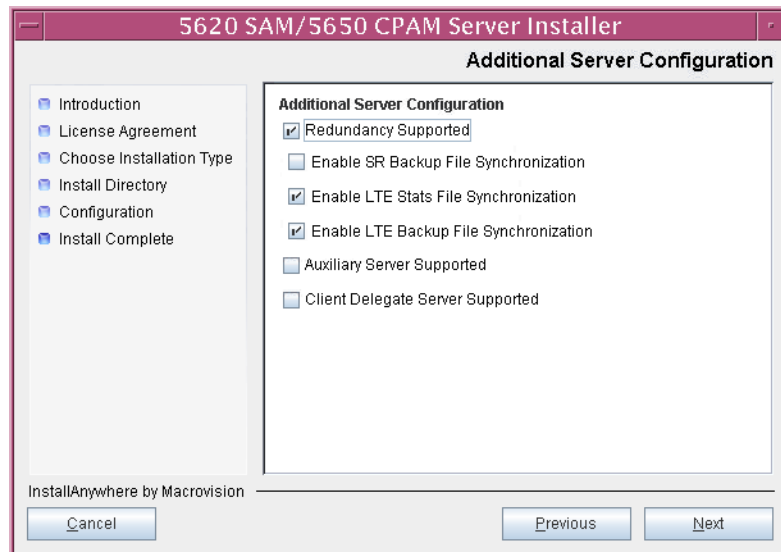 5620 SAM/5650 CPAM Server Installer
Additional Server Configuration
Introduction
License Agreement
Choose Installation Type
Install Directory
Configuration
Install Complete
Additional Server Configuration
Redundancy Supported
Enable SR Backup File Synchronization
Enable LTE Stats File Synchronization
Enable LTE Backup File Synchronization
Auxiliary Server Supported
Client Delegate Server Supported
InstallAnywhere by Macrovision
Cancel
Previous
Next